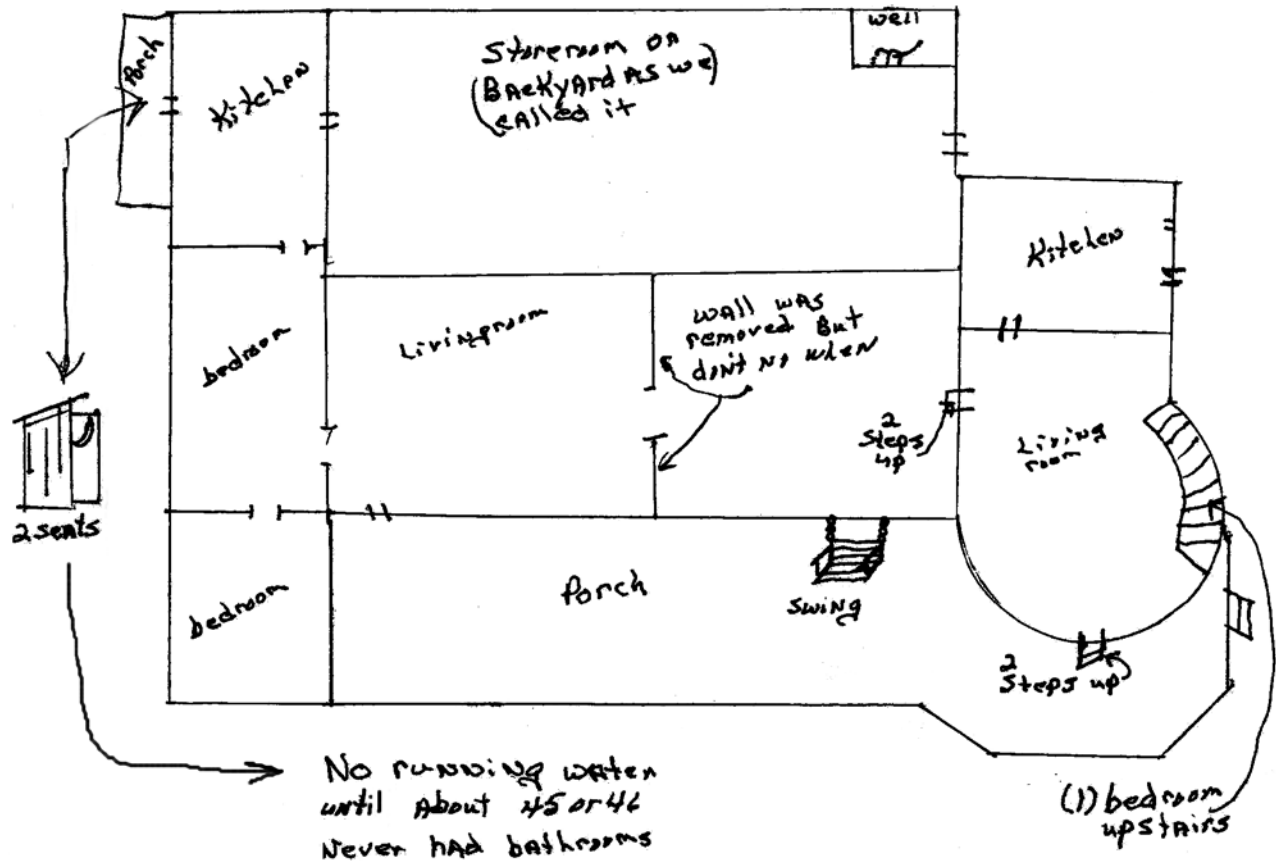 well
Storeroom or
(BAckyArd As we)
cAlled it
Porch
Kitchen
Kitchen
wAll wAs
removed But
don't no when
Livingroom
bedroom
2
Steps
up
Living
room
2 seats
bedroom
Porch
swing
2
Steps up
No running water
until About 45 or 46
Never hAd bAthrooms
(1) bedroom
upstAirs